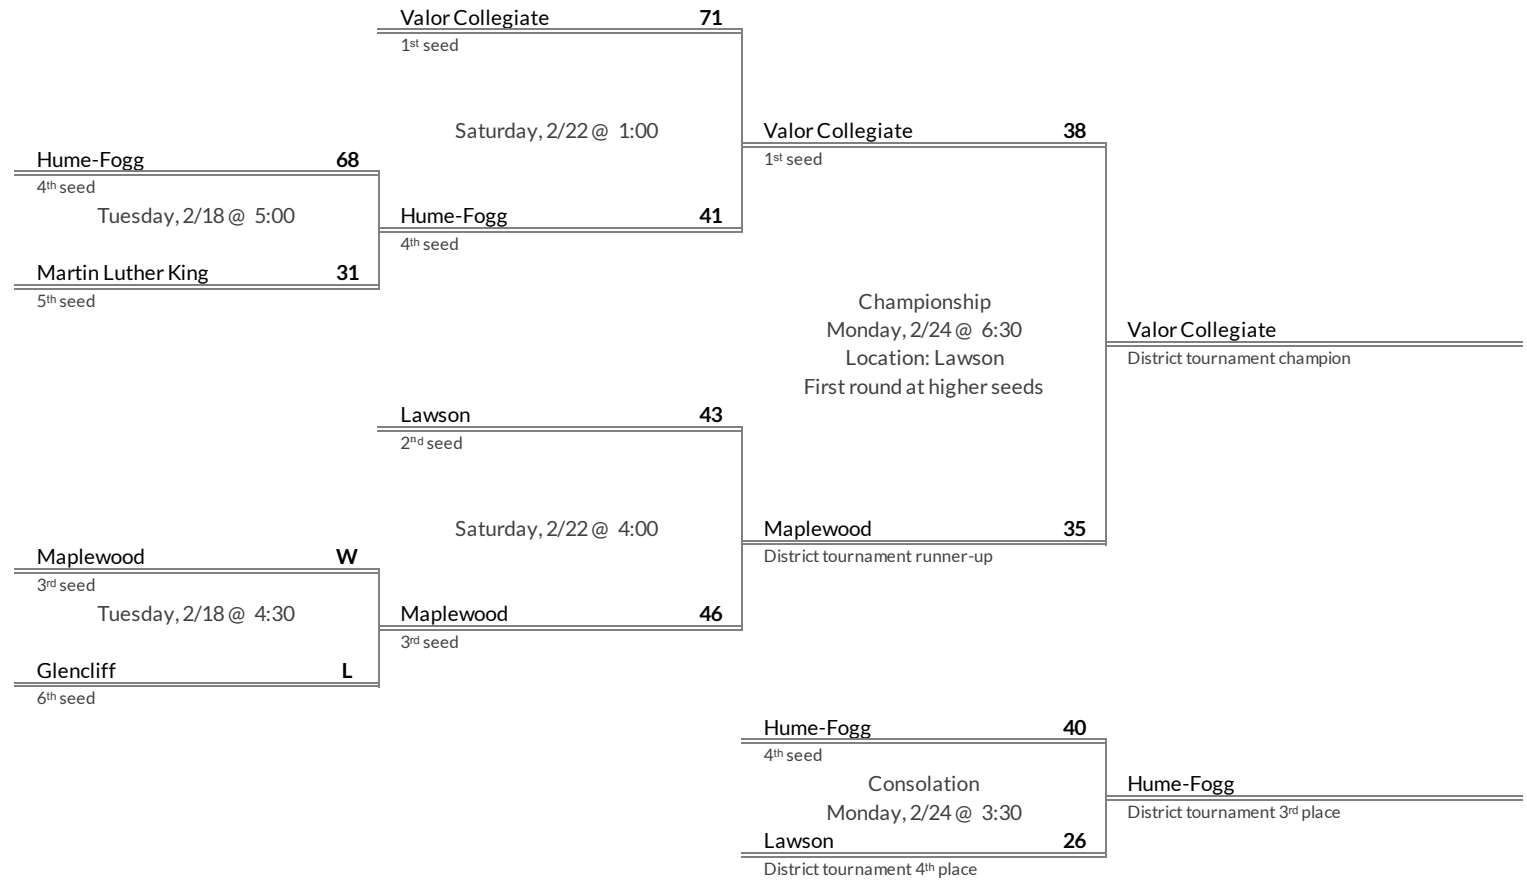 Valor Collegiate 71
1st seed
Saturday, 2/22 @ 1:00
Valor Collegiate 38
1st seed
Hume-Fogg 68
4th seed
Tuesday, 2/18 @ 5:00
Hume-Fogg 41
4th seed
Martin Luther King 31
5th seed
Championship
Monday, 2/24 @ 6:30
Location: Lawson
First round at higher seeds
Valor Collegiate
District tournament champion
Lawson 43
2nd seed
Saturday, 2/22 @ 4:00
Maplewood 35
District tournament runner-up
Maplewood W
3rd seed
Tuesday, 2/18 @ 4:30
Maplewood 46
3rd seed
Glencliff L
6th seed
Hume-Fogg 40
4th seed
Consolation
Monday, 2/24 @ 3:30
Hume-Fogg
District tournament 3rd place
Lawson 26
District tournament 4th place